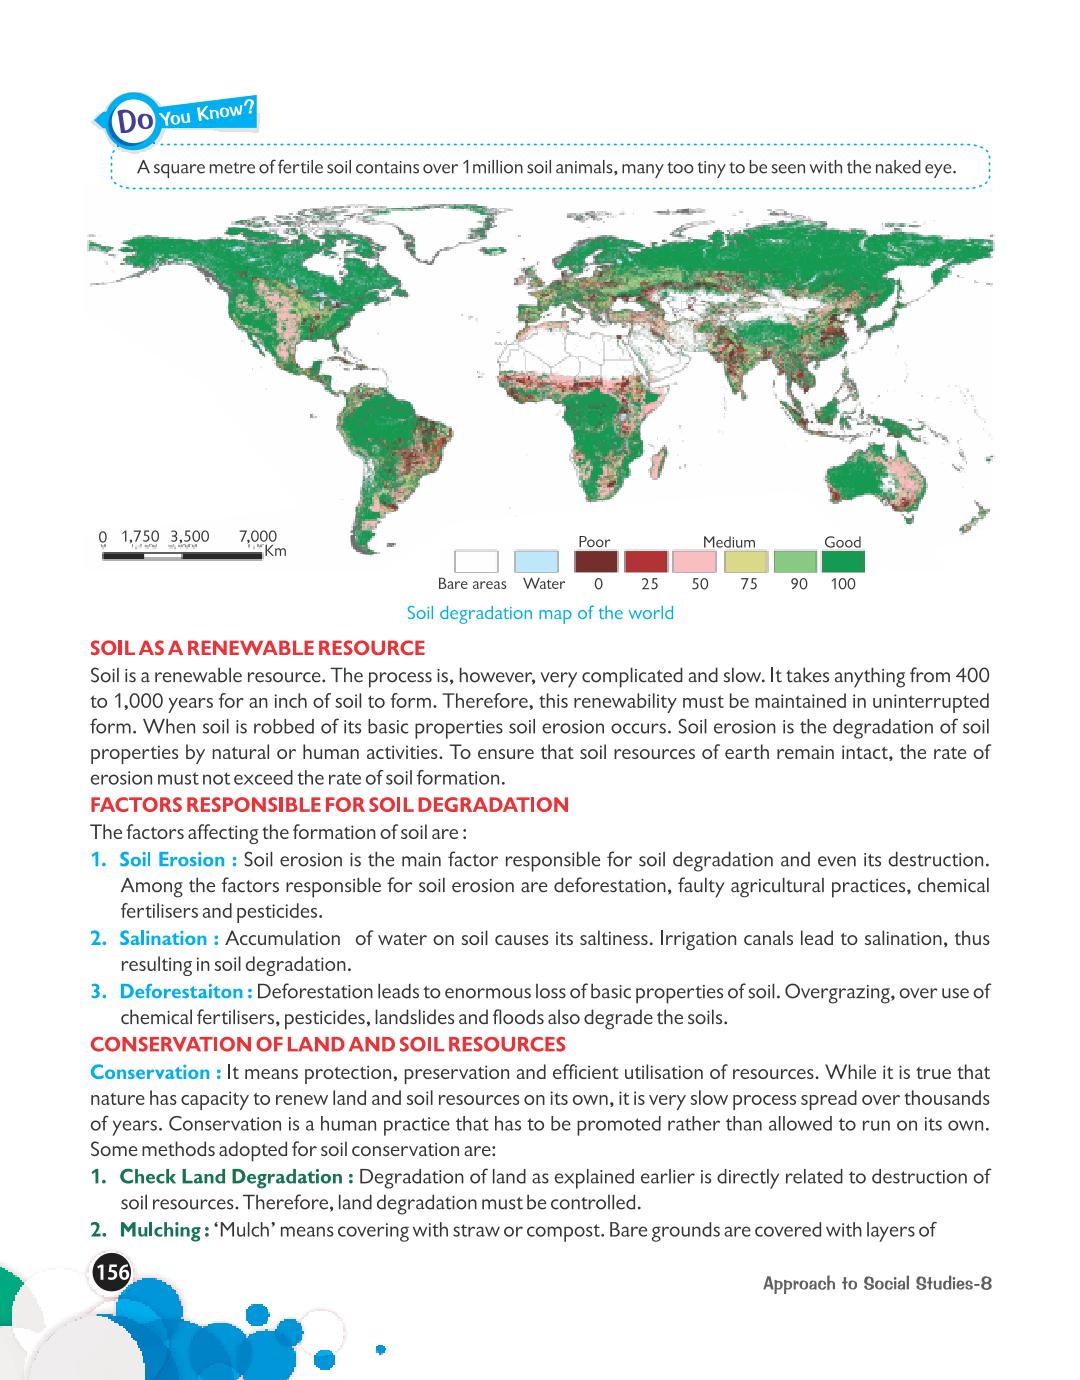 Do You Know?
A square metre of fertile soil contains over 1million soil animals, many too tiny to be seen with the naked eye.
0 1,750 3,500 7,000
Km
Poor Medium Good
Bare areas Water 0 25 50 75 90 100
Soil degradation map of the world
SOIL AS A RENEWABLE RESOURCE
Soil is a renewable resource. The process is, however, very complicated and slow. It takes anything from 400
to 1,000 years for an inch of soil to form. Therefore, this renewability must be maintained in uninterrupted
form. When soil is robbed of its basic properties soil erosion occurs. Soil erosion is the degradation of soil
properties by natural or human activities. To ensure that soil resources of earth remain intact, the rate of
erosion must not exceed the rate of soil formation.
FACTORS RESPONSIBLE FOR SOIL DEGRADATION
The factors affecting the formation of soil are :
1. Soil Erosion : Soil erosion is the main factor responsible for soil degradation and even its destruction.
Among the factors responsible for soil erosion are deforestation, faulty agricultural practices, chemical
fertilisers and pesticides.
2. Salination : Accumulation of water on soil causes its saltiness. Irrigation canals lead to salination, thus
resulting in soil degradation.
3. Deforestaiton : Deforestation leads to enormous loss of basic properties of soil. Overgrazing, over use of
chemical fertilisers, pesticides, landslides and floods also degrade the soils.
CONSERVATION OF LAND AND SOIL RESOURCES
Conservation : It means protection, preservation and efficient utilisation of resources. While it is true that
nature has capacity to renew land and soil resources on its own, it is very slow process spread over thousands
of years. Conservation is a human practice that has to be promoted rather than allowed to run on its own.
Some methods adopted for soil conservation are:
1. Check Land Degradation : Degradation of land as explained earlier is directly related to destruction of
soil resources. Therefore, land degradation must be controlled.
2. Mulching : ‘Mulch’ means covering with straw or compost. Bare grounds are covered with layers of
156
Approach to Social Studies-8